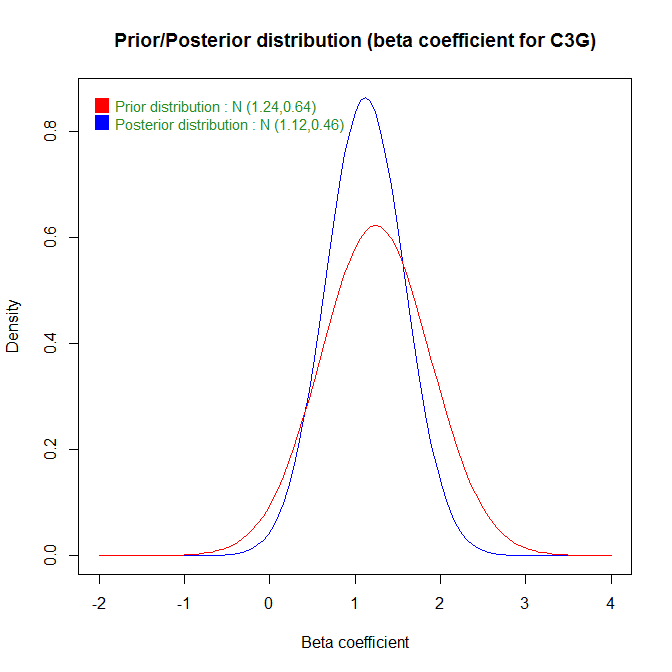 Prior/Posterior distribution (beta coefficient for C3G)
Prior distribution : N (1.24,0.64)
Posterior distribution : N (1.12,0.46)
Density
0.8
0.6
0.4
0.2
0.0
-2 -1 0 1 2 3 4
Beta coefficient